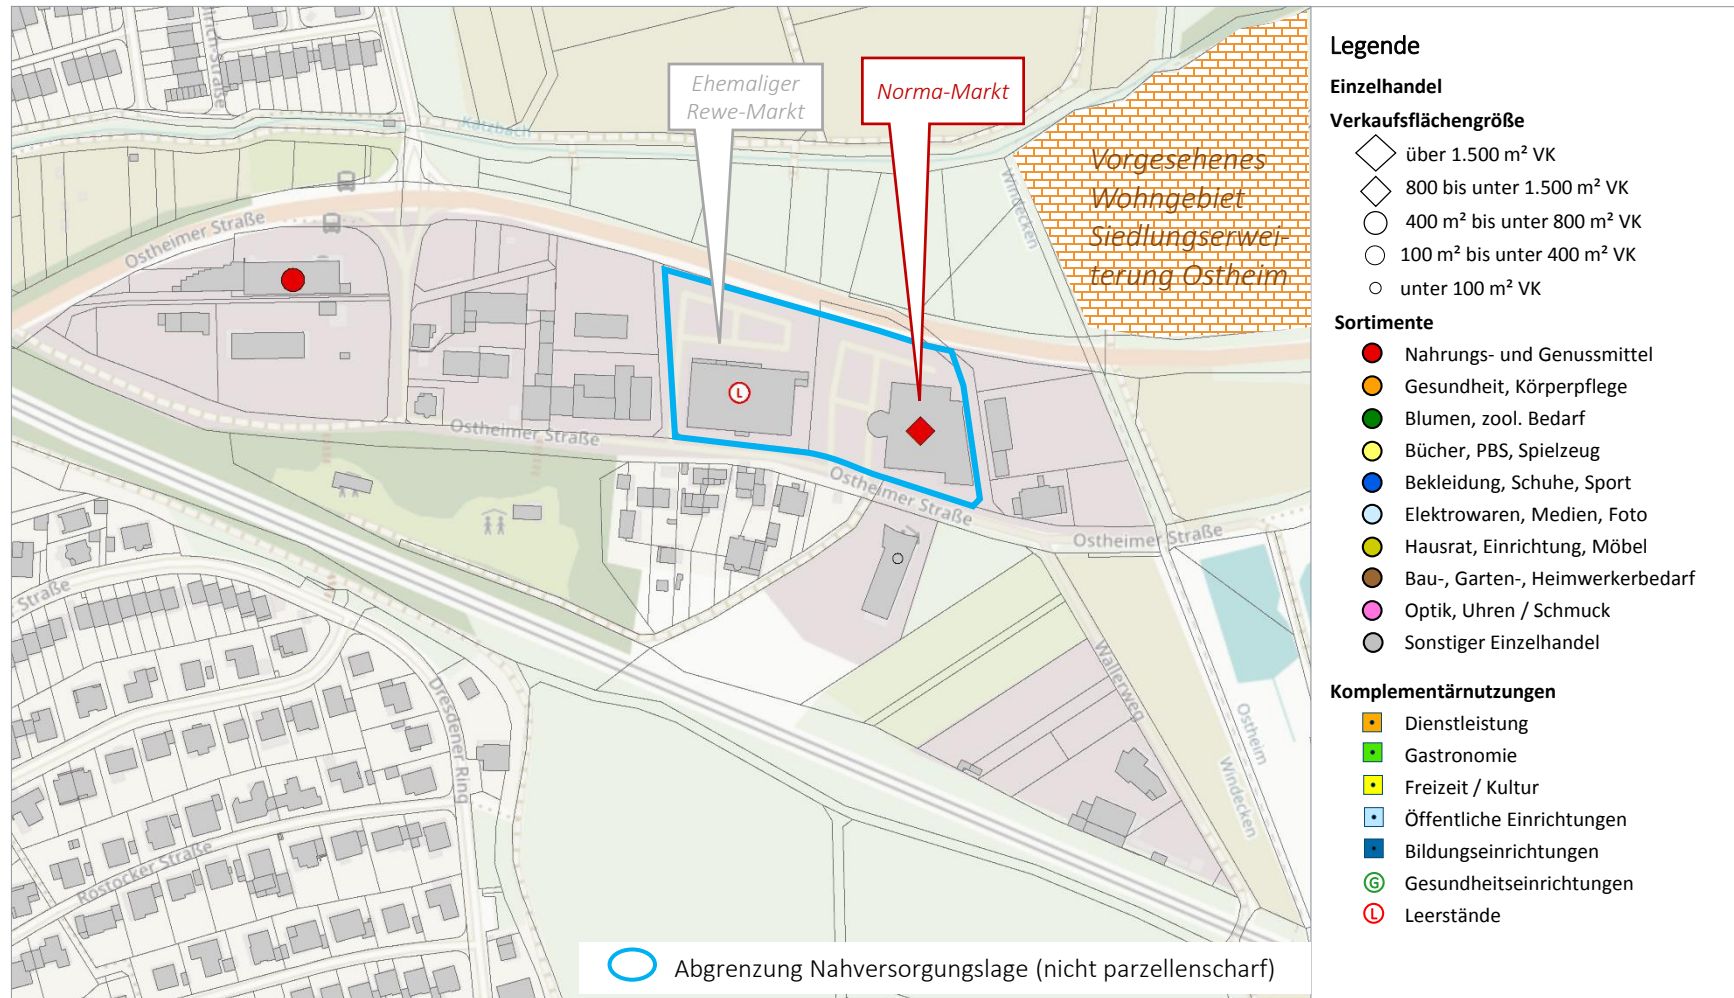 Ehemaliger
Rewe-Markt
Norma-Markt
Katzbach
Vorgesehenes
Wohngebiet
Siedlungserwei-
terung Ostheim
Windecken
Ostheimer Straße
L
Ostheimer Straße
Ostheimer Straße
Ostheimer Straße
Straße
Dresdener Ring
Wallerweg
Ostheim
Windecken
Rostocker Straße
Abgrenzung Nahversorgungslage (nicht parzellenscharf)
Legende
Einzelhandel
Verkaufsflächengröße
über 1.500 m² VK
800 bis unter 1.500 m² VK
400 m² bis unter 800 m² VK
100 m² bis unter 400 m² VK
unter 100 m² VK
Sortimente
Nahrungs- und Genussmittel
Gesundheit, Körperpflege
Blumen, zool. Bedarf
Bücher, PBS, Spielzeug
Bekleidung, Schuhe, Sport
Elektrowaren, Medien, Foto
Hausrat, Einrichtung, Möbel
Bau-, Garten-, Heimwerkerbedarf
Optik, Uhren / Schmuck
Sonstiger Einzelhandel
Komplementärnutzungen
Dienstleistung
Gastronomie
Freizeit / Kultur
Öffentliche Einrichtungen
Bildungseinrichtungen
G Gesundheitseinrichtungen
L Leerstände